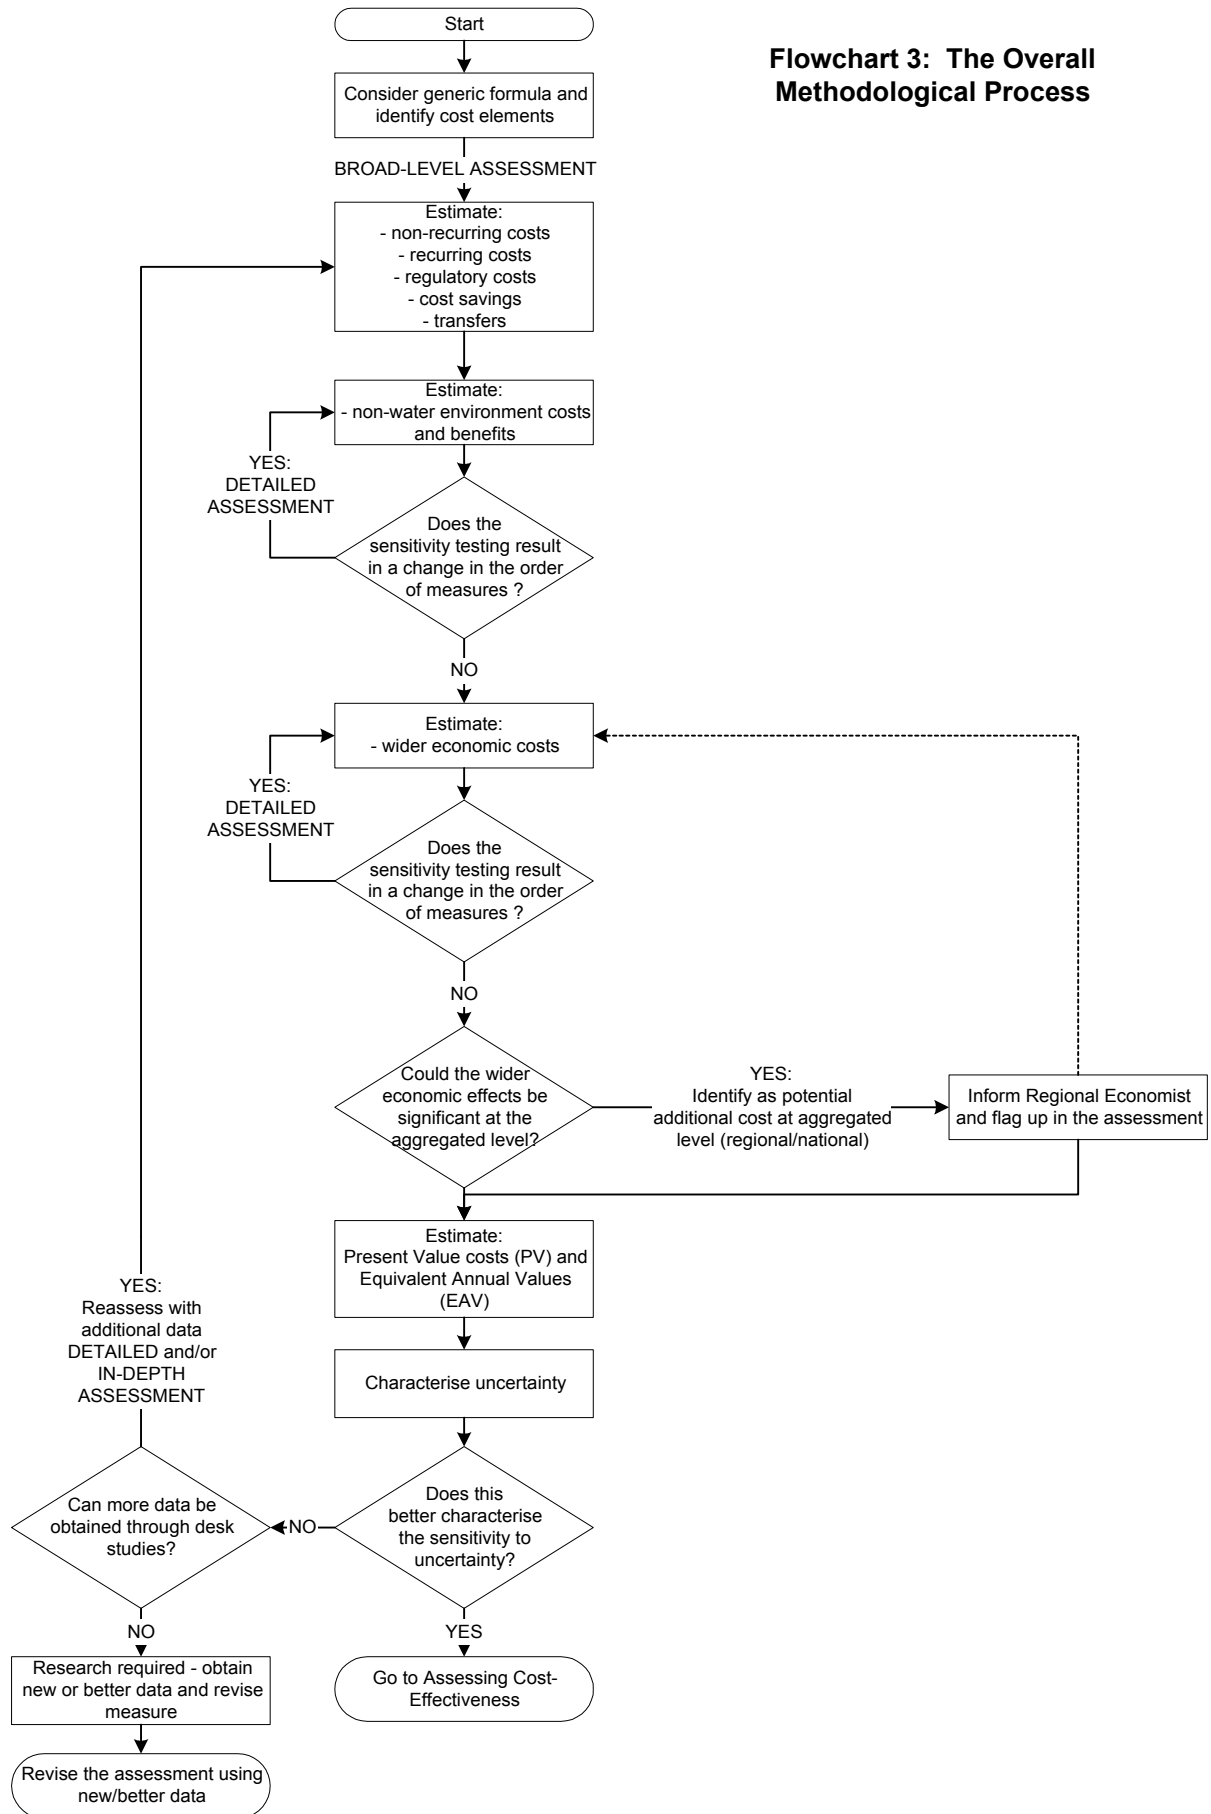 Start
Flowchart 3: The Overall
Methodological Process
Consider generic formula and
identify cost elements
BROAD-LEVEL ASSESSMENT
Estimate:
- non-recurring costs
- recurring costs
- regulatory costs
- cost savings
- transfers
Estimate:
- non-water environment costs
and benefits
YES:
DETAILED
ASSESSMENT
Does the
sensitivity testing result
in a change in the order
of measures ?
NO
Estimate:
- wider economic costs
YES:
DETAILED
ASSESSMENT
Does the
sensitivity testing result
in a change in the order
of measures ?
NO
Could the wider
economic effects be
significant at the
aggregated level?
YES:
Identify as potential
additional cost at aggregated
level (regional/national)
Inform Regional Economist
and flag up in the assessment
Estimate:
Present Value costs (PV) and
Equivalent Annual Values
(EAV)
YES:
Reassess with
additional data
DETAILED and/or
IN-DEPTH
ASSESSMENT
Characterise uncertainty
Does this
better characterise
the sensitivity to
uncertainty?
NO
Can more data be
obtained through desk
studies?
NO
YES
Research required - obtain
new or better data and revise
measure
Go to Assessing Cost-
Effectiveness
Revise the assessment using
new/better data